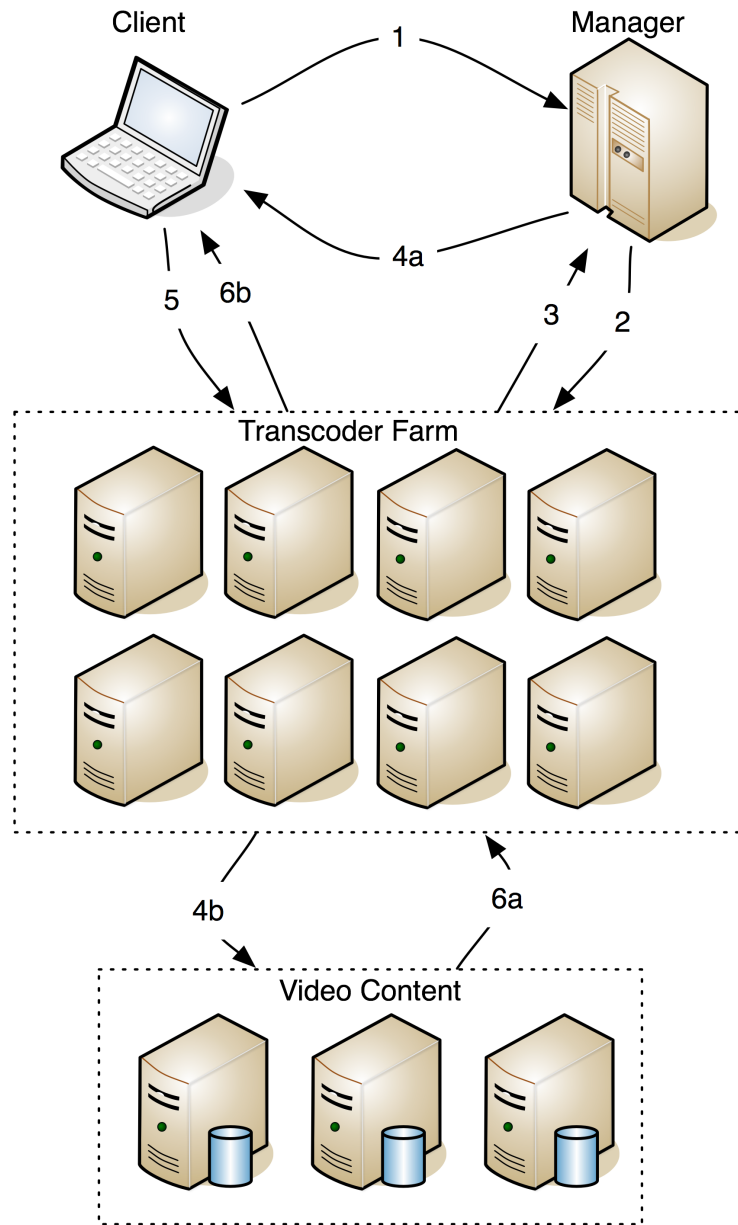 Client
Manager
1
4a
5
6b
3
2
Transcoder Farm
4b
6a
Video Content